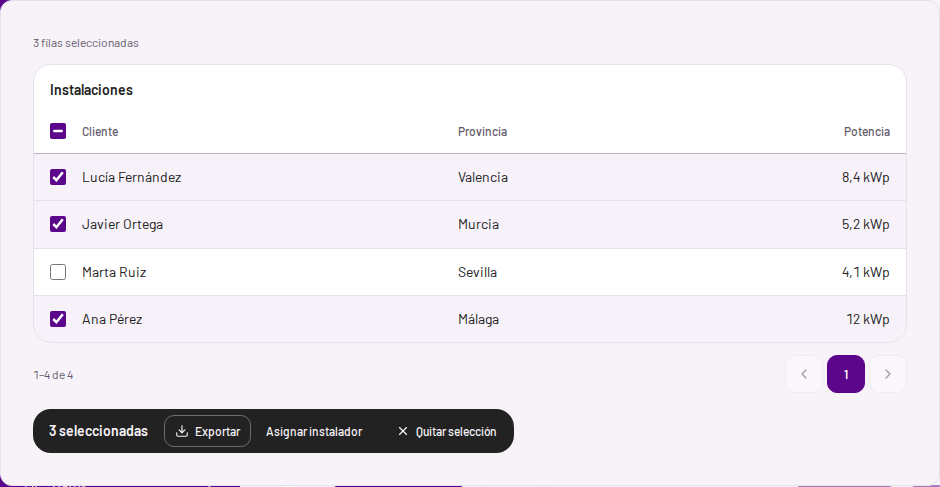 3 filas seleccionadas
Instalaciones
Cliente Provincia Potencia
Lucía Fernández Valencia 8,4 kWp
Javier Ortega Murcia 5,2 kWp
Marta Ruiz Sevilla 4,1 kWp
Ana Pérez Málaga 12 kWp
1–4 de 4 1
3 seleccionadas Exportar Asignar instalador Quitar selección